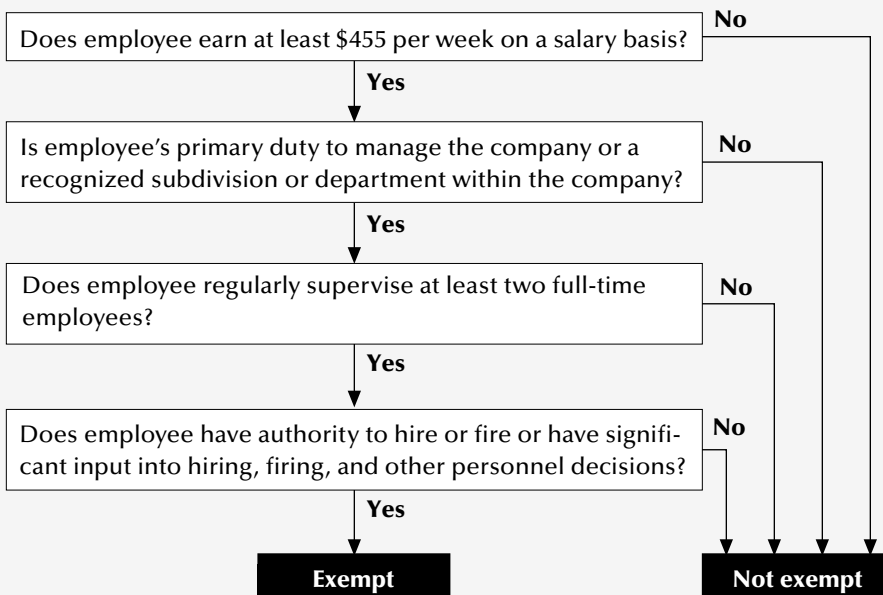 Does employee earn at least $455 per week on a salary basis?
No
Yes
Is employee’s primary duty to manage the company or a
recognized subdivision or department within the company?
No
Yes
Does employee regularly supervise at least two full-time
employees?
No
Yes
Does employee have authority to hire or fire or have signifi-
cant input into hiring, firing, and other personnel decisions?
No
Yes
Exempt
Not exempt